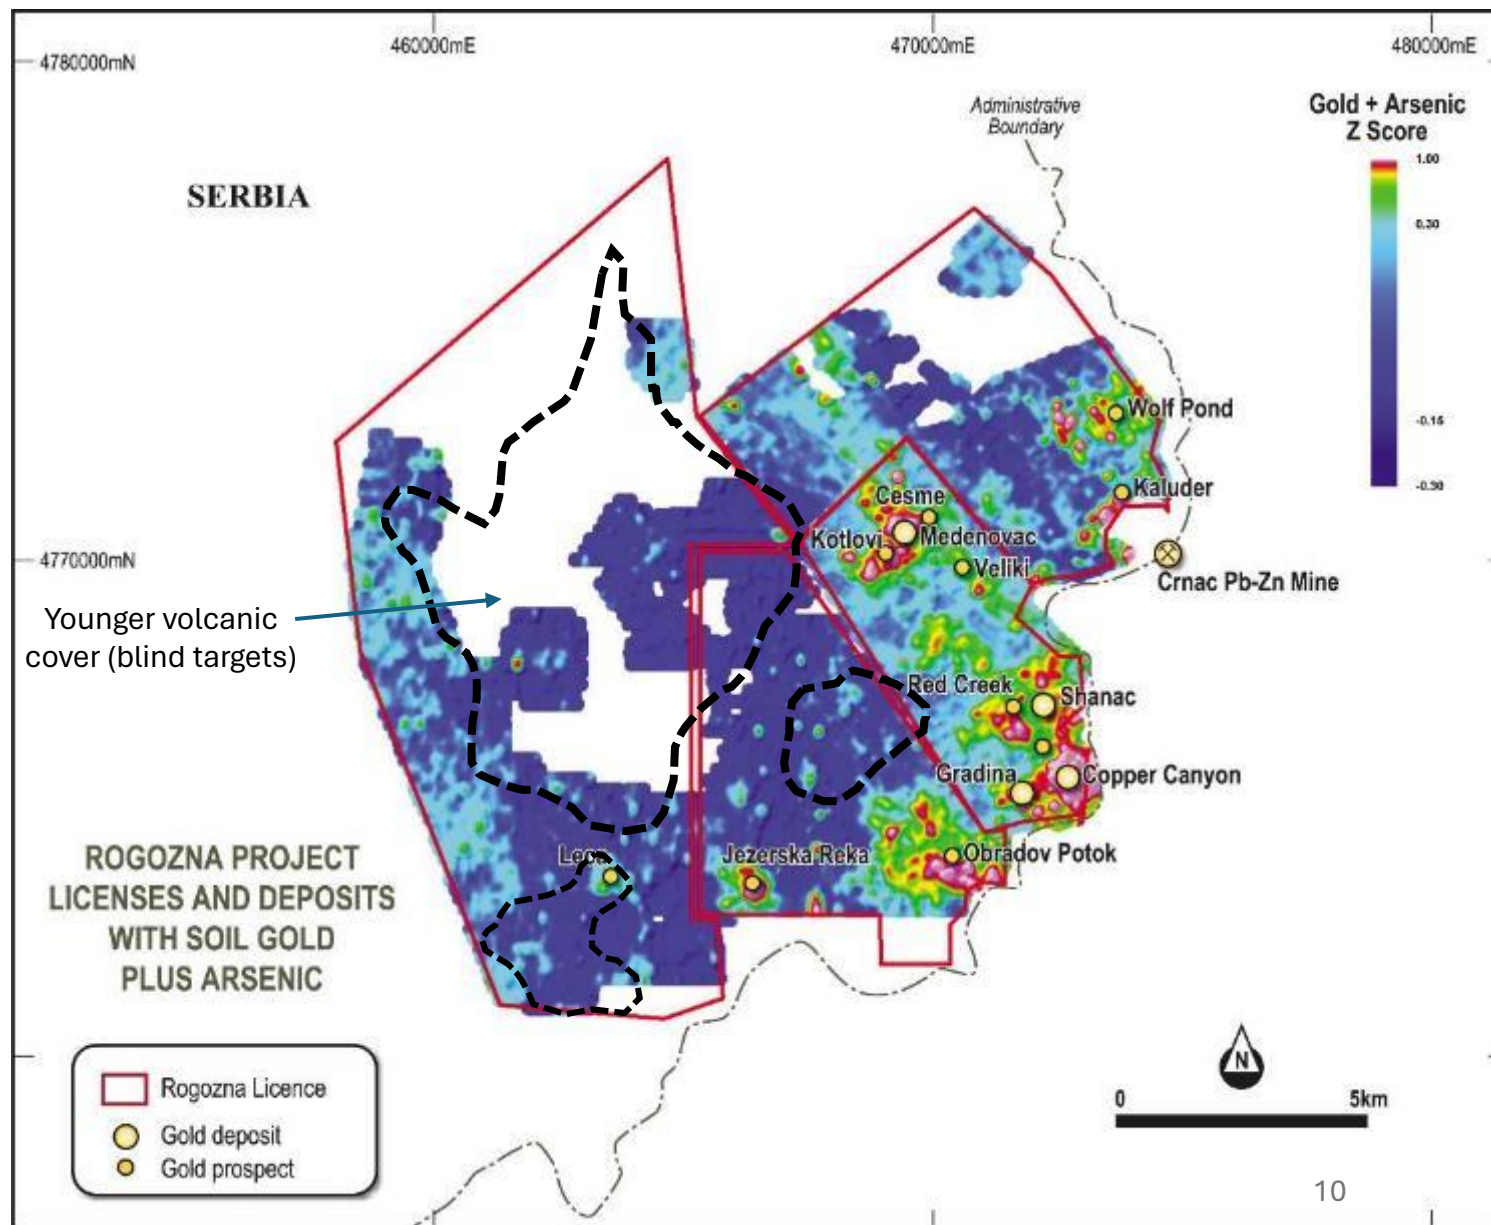 460000mE
470000mE
480000mE
4780000mN
Administrative
Boundary
Gold + Arsenic
Z Score
1.00
0.30
-0.15
-0.30
SERBIA
Wolf Pond
Kaluder
Cesme
Kotlovi
Medenovac
Veliki
Crnac Pb-Zn Mine
4770000mN
Younger volcanic
cover (blind targets)
Red Creek
Shanac
Gradina
Copper Canyon
Jezerska Reka
Obradov Potok
ROGOZNA PROJECT
LICENSES AND DEPOSITS
WITH SOIL GOLD
PLUS ARSENIC
Rogozna Licence
Gold deposit
Gold prospect
N
0
5km
10